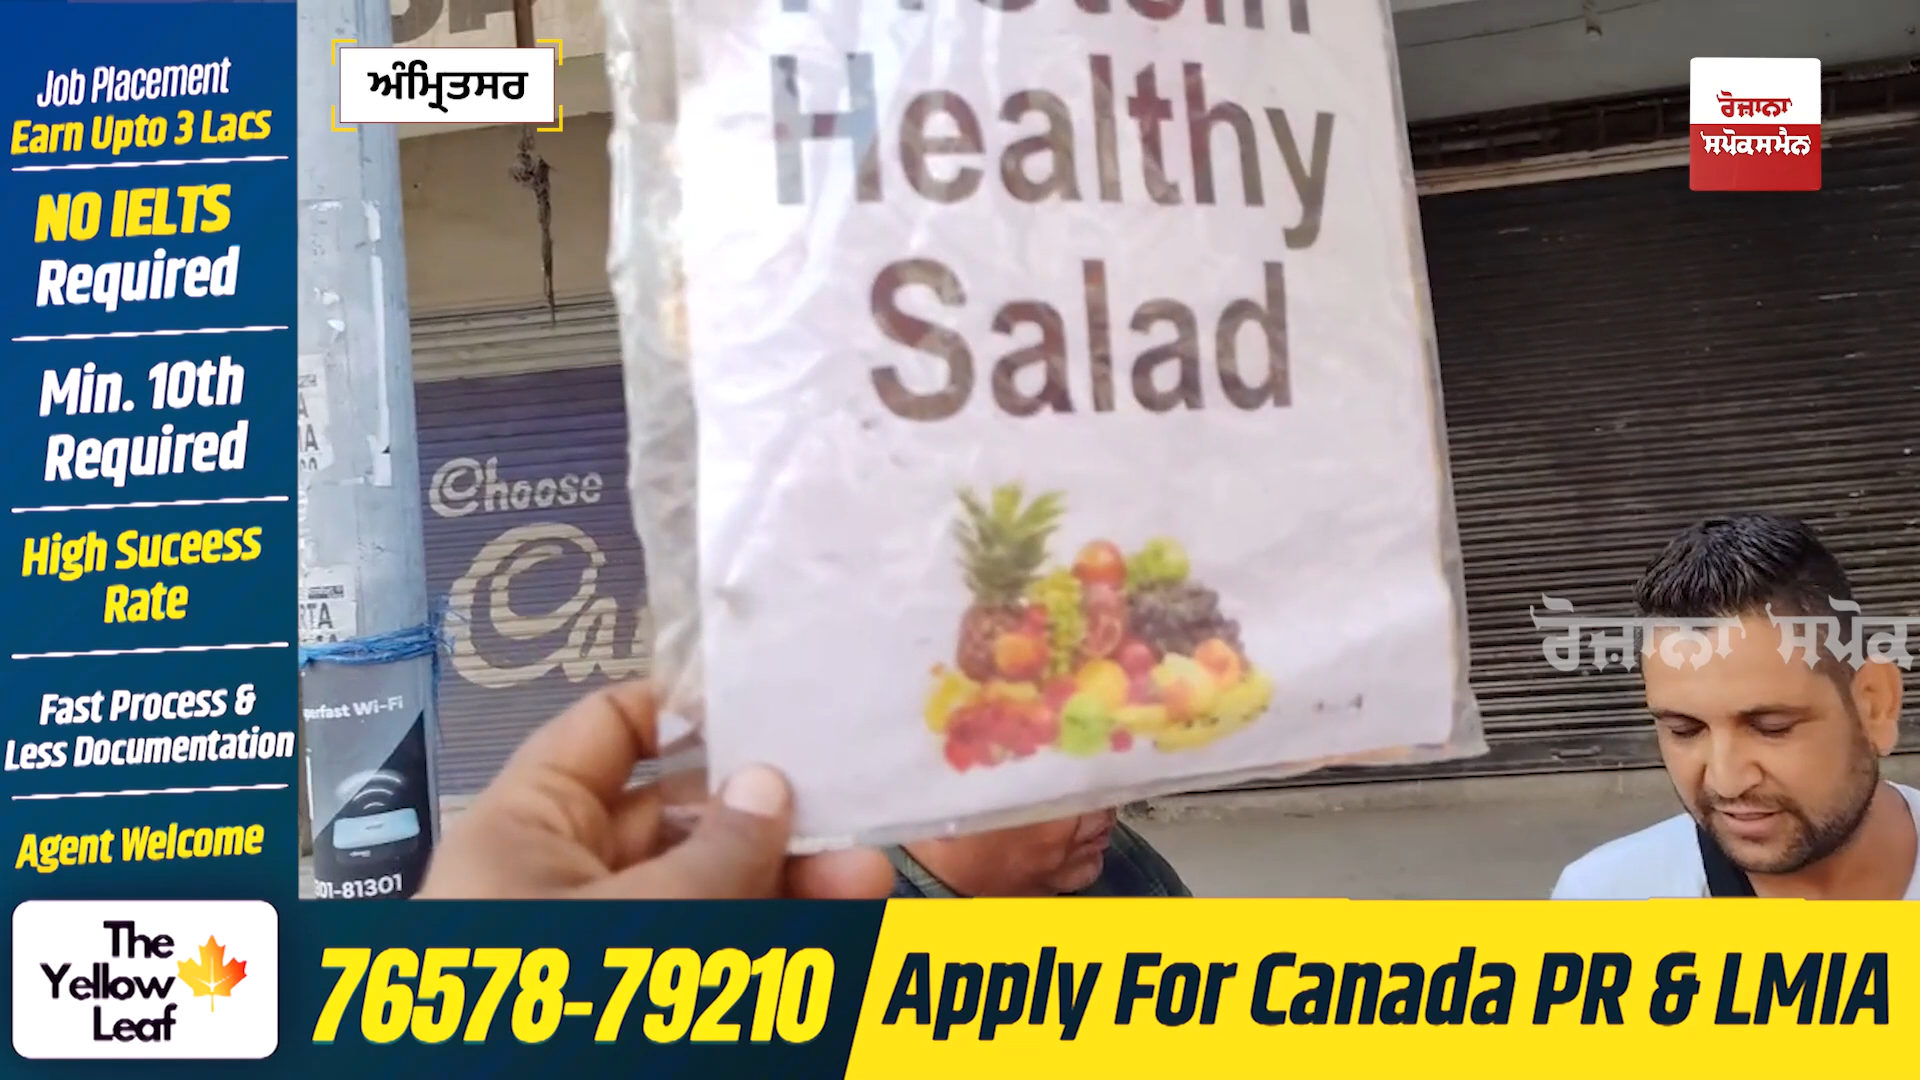 Job Placement
Earn Upto 3 Lacs
NO IELTS
Required
Min. 10th
Required
High Suceess
Rate
Fast Process &
Less Documentation
Agent Welcome
The
Yellow
Leaf
76578-79210
Apply For Canada PR & LMIA
ਅੰਮ੍ਰਿਤਸਰ
ਰੋਜ਼ਾਨਾ
ਸਪੋਕਸਮੈਨ
Protein
Healthy
Salad
Choose
Wi-Fi
01-81301
ਰੋਜ਼ਾਨਾ ਸਪੋਕ